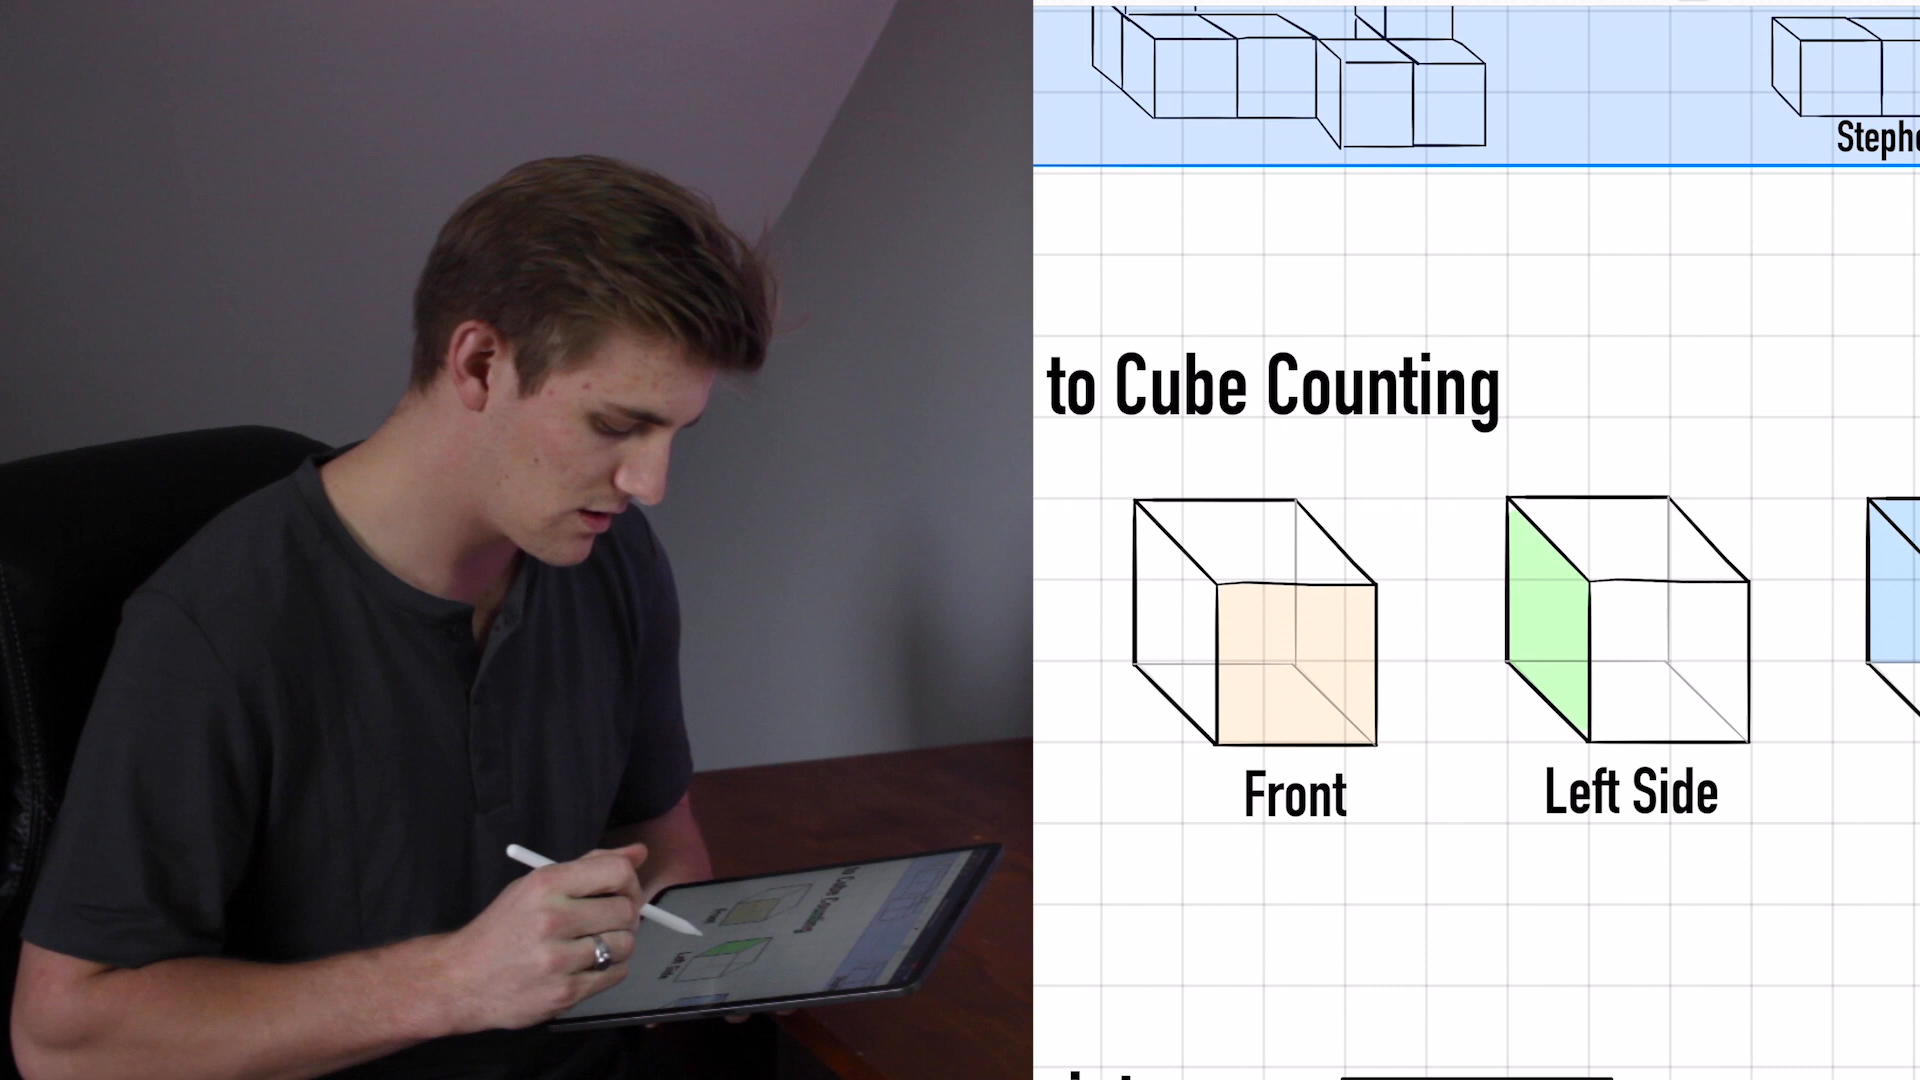 Stephe
to Cube Counting
Front
Left Side